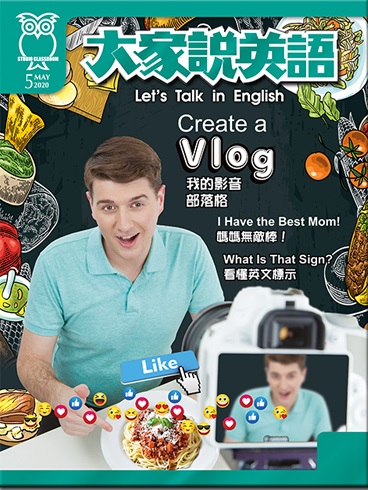 STUDIO CLASSROOM
5 MAY
2020
大家說英語
Let's Talk in English
Create a
Vlog
我的影音
部落格
I Have the Best Mom!
媽媽無敵棒！
What Is That Sign?
看懂英文標示
Like